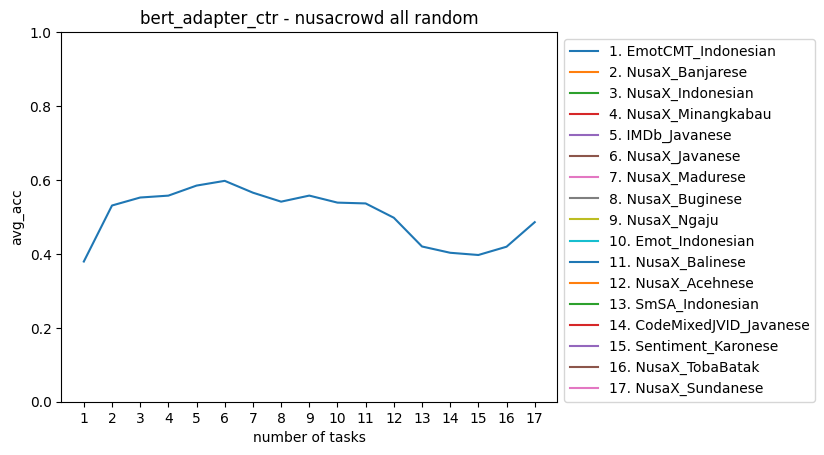 bert_adapter_ctr - nusacrowd all random
1.0
0.8
0.6
0.4
0.2
0.0
avg_acc
1 2 3 4 5 6 7 8 9 10 11 12 13 14 15 16 17
number of tasks
1. EmotCMT_Indonesian
2. NusaX_Banjarese
3. NusaX_Indonesian
4. NusaX_Minangkabau
5. IMDb_Javanese
6. NusaX_Javanese
7. NusaX_Madurese
8. NusaX_Buginese
9. NusaX_Ngaju
10. Emot_Indonesian
11. NusaX_Balinese
12. NusaX_Acehnese
13. SmSA_Indonesian
14. CodeMixedJVID_Javanese
15. Sentiment_Karonese
16. NusaX_TobaBatak
17. NusaX_Sundanese